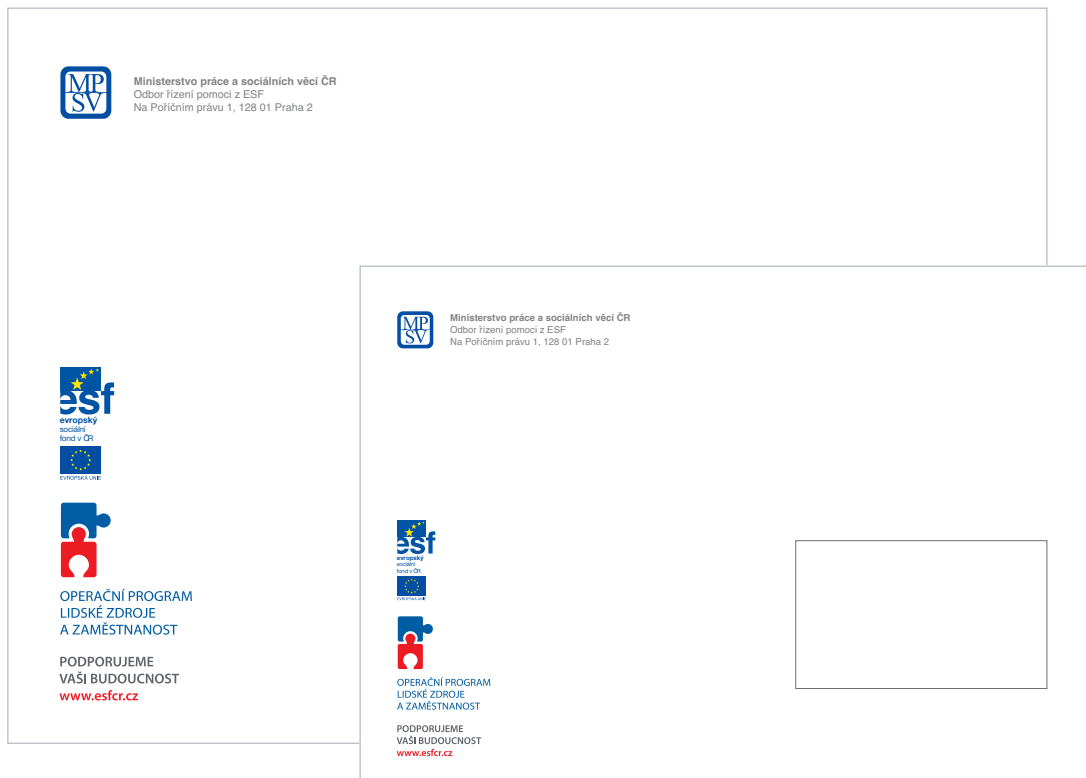 MP
SV
Ministerstvo práce a sociálních věcí ČR
Odbor řízení pomoci z ESF
Na Poříčním právu 1, 128 01 Praha 2
esf
evropský
sociální
fond v ČR
EVROPSKÁ UNIE
OPERAČNÍ PROGRAM
LIDSKÉ ZDROJE
A ZAMĚSTNANOST
PODPORUJEME
VAŠI BUDOUCNOST
www.esfcr.cz
MP
SV
Ministerstvo práce a sociálních věcí ČR
Odbor řízení pomoci z ESF
Na Poříčním právu 1, 128 01 Praha 2
esf
evropský
sociální
fond v ČR
EVROPSKÁ UNIE
OPERAČNÍ PROGRAM
LIDSKÉ ZDROJE
A ZAMĚSTNANOST
PODPORUJEME
VAŠI BUDOUCNOST
www.esfcr.cz